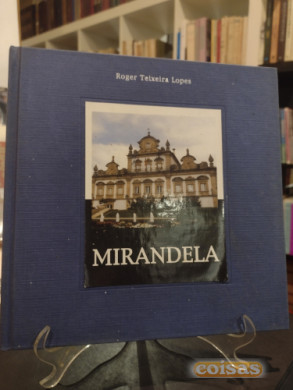 Roger Teixeira Lopes
MIRANDELA
coisas